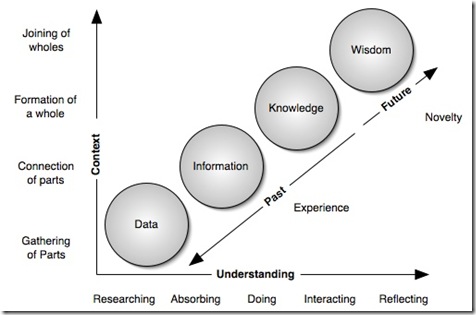 Joining of
wholes
Wisdom
Future
Formation of
a whole
Knowledge
Novelty
Context
Connection
of parts
Information
Past
Experience
Data
Gathering
of Parts
Understanding
Researching Absorbing Doing Interacting Reflecting